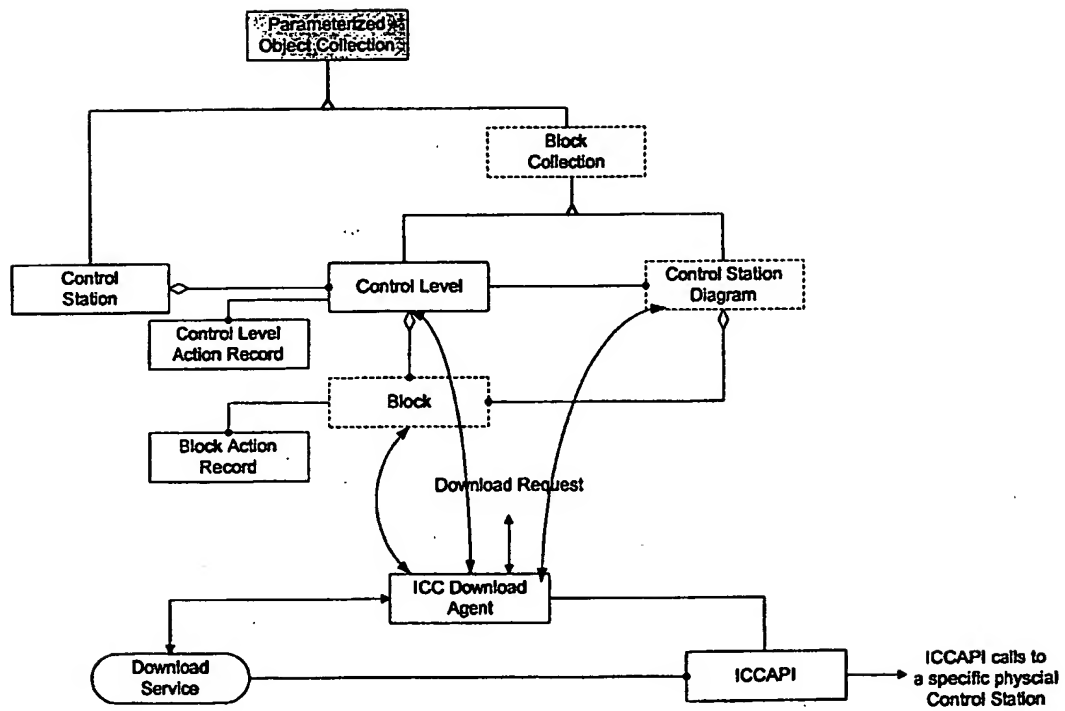 Parameterized
Object Collection
Block
Collection
Control
Station
Control Level
Control Station
Diagram
Control Level
Action Record
Block
Block Action
Record
Download Request
ICC Download
Agent
Download
Service
ICCAPI
ICCAPI calls to
a specific physcial
Control Station